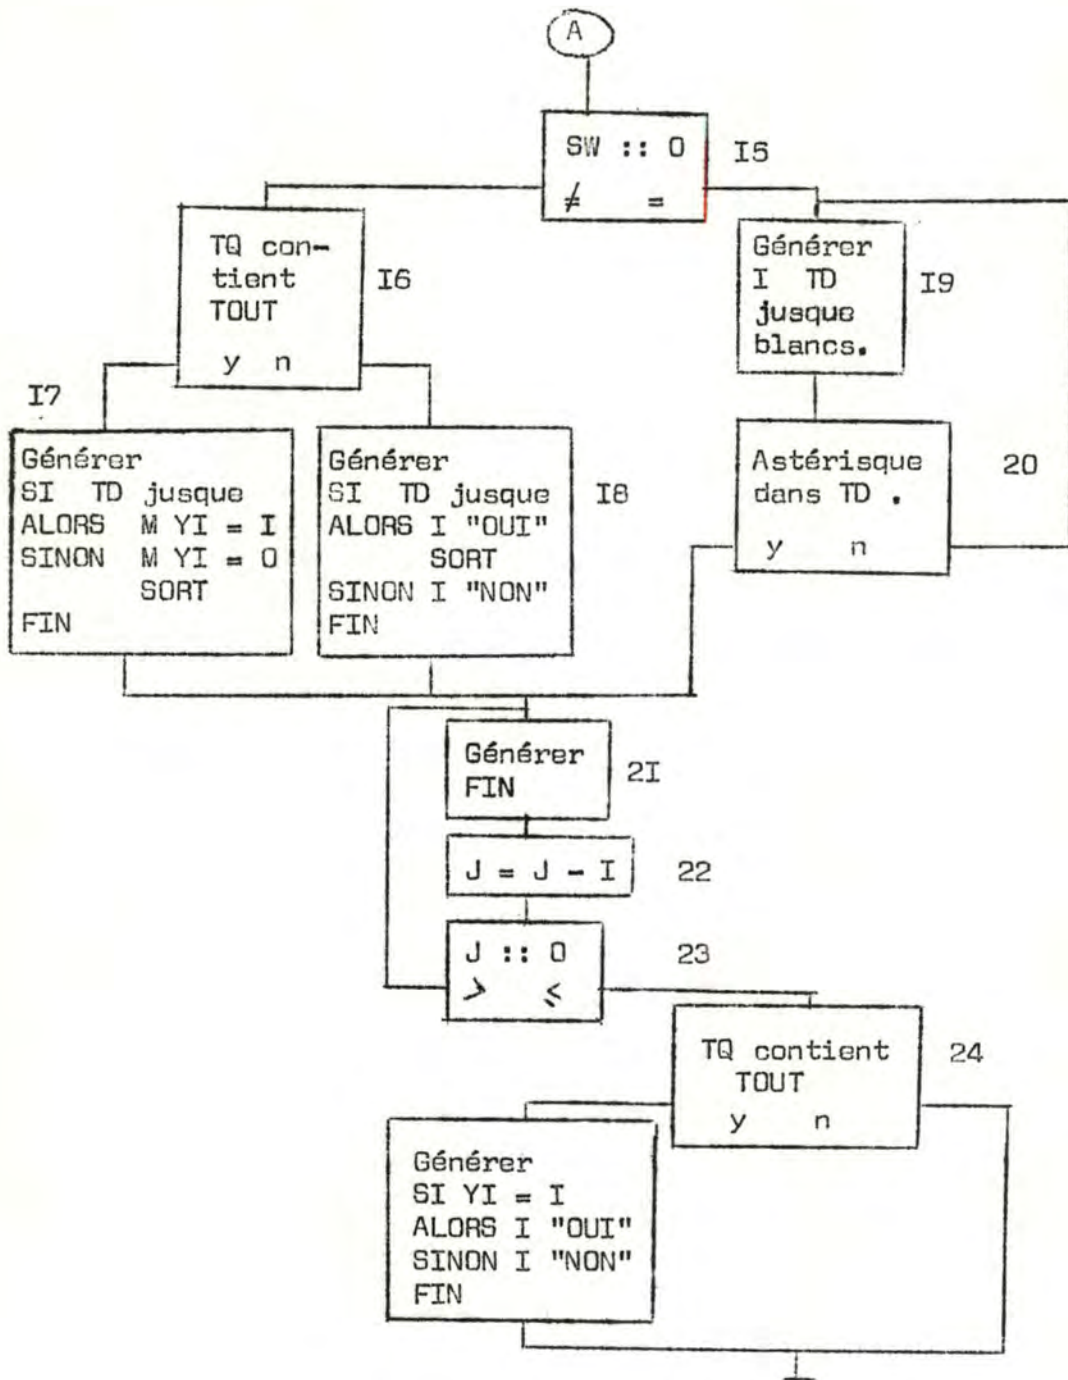 A
SW :: 0
≠ =
I5
TQ con-
tient
TOUT
y n
I6
Générer
I TD
jusque
blancs.
I9
I7
Générer
SI TD jusque
ALORS M YI = I
SINON M YI = 0
SORT
FIN
Générer
SI TD jusque
ALORS I "OUI"
SORT
SINON I "NON"
FIN
I8
Astérisque
dans TD .
y n
20
Générer
FIN
2I
J = J - I
22
J :: 0
> ≤
23
TQ contient
TOUT
y n
24
Générer
SI YI = I
ALORS I "OUI"
SINON I "NON"
FIN